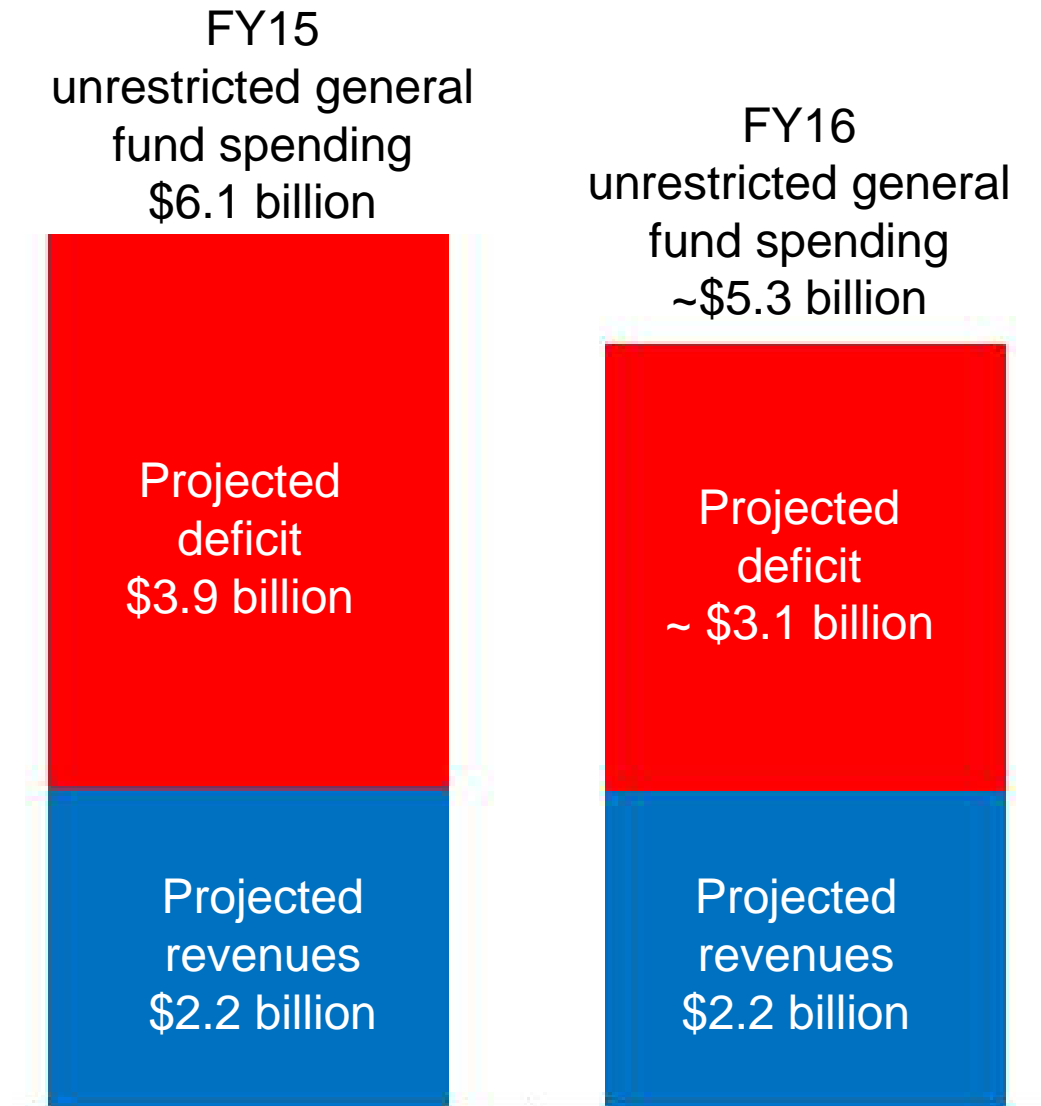 FY15
unrestricted general
fund spending
$6.1 billion
Projected
deficit
$3.9 billion
Projected
revenues
$2.2 billion
FY16
unrestricted general
fund spending
~$5.3 billion
Projected
deficit
~ $3.1 billion
Projected
revenues
$2.2 billion